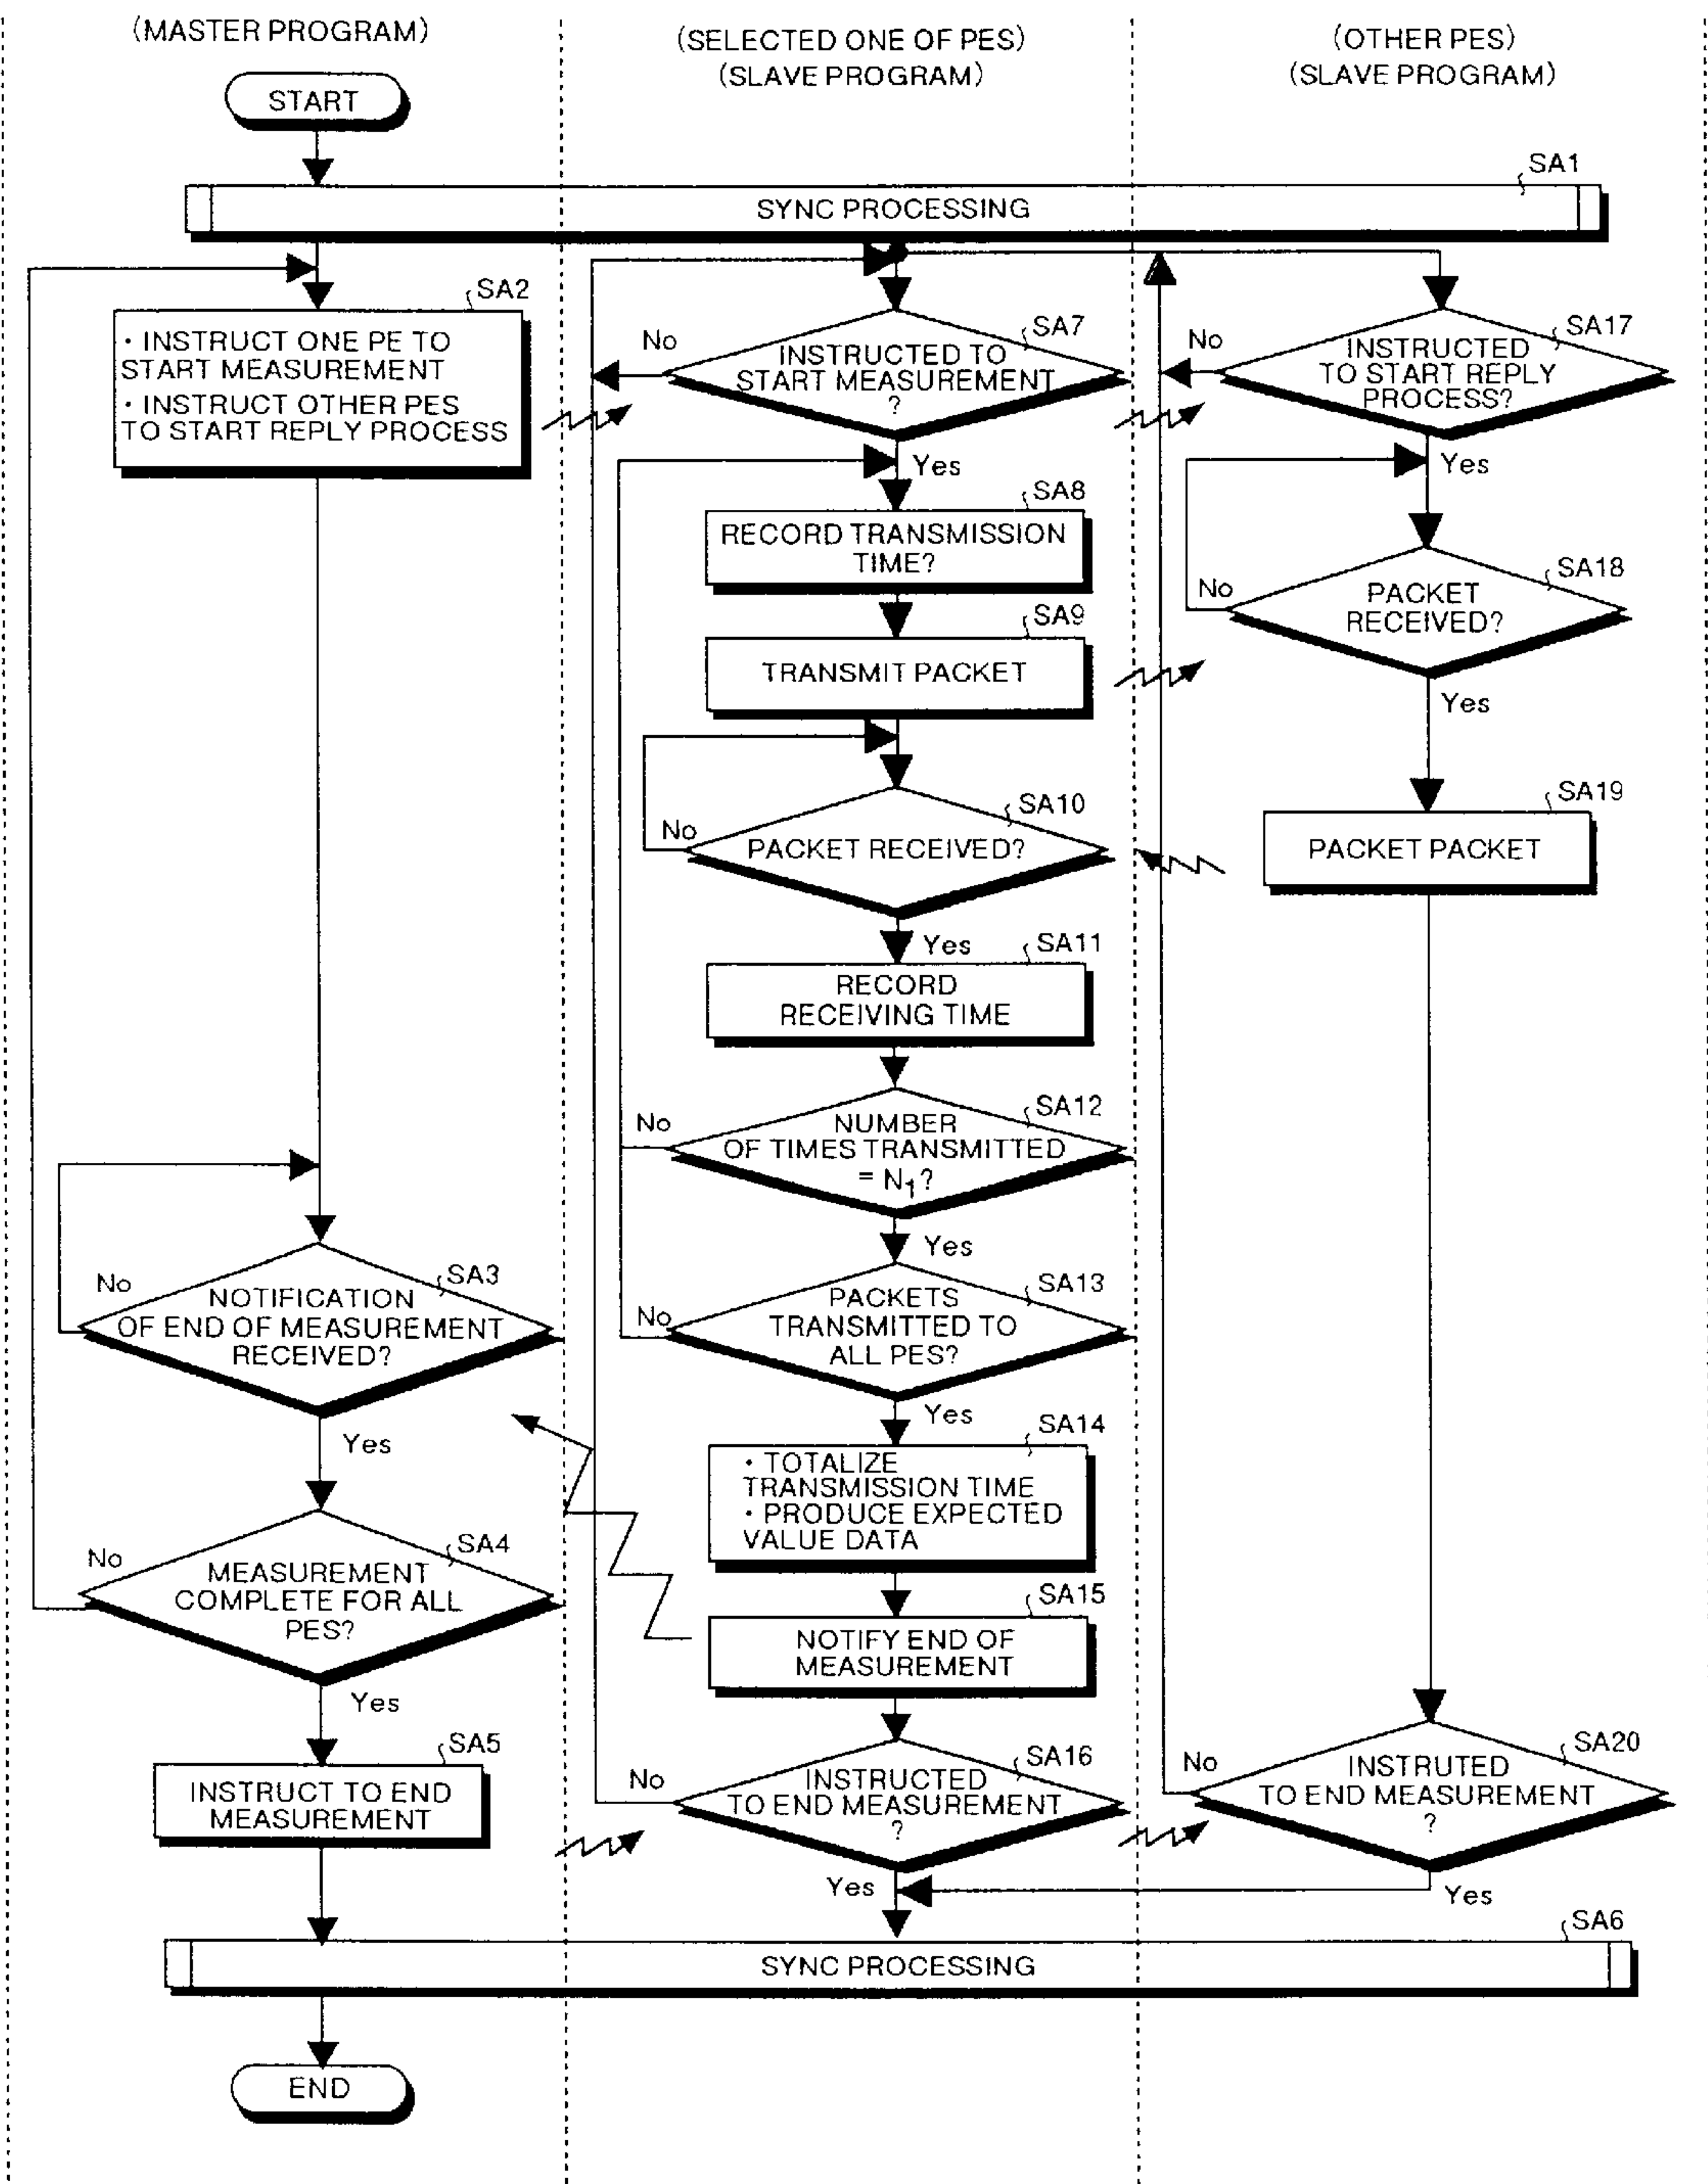 (MASTER PROGRAM)
(SELECTED ONE OF PES)
(SLAVE PROGRAM)
(OTHER PES)
(SLAVE PROGRAM)
START
SA1
SYNC PROCESSING
SA2
• INSTRUCT ONE PE TO
START MEASUREMENT
• INSTRUCT OTHER PES
TO START REPLY PROCESS
SA3
No
NOTIFICATION
OF END OF MEASUREMENT
RECEIVED?
Yes
SA4
No
MEASUREMENT
COMPLETE FOR ALL
PES?
Yes
SA5
INSTRUCT TO END
MEASUREMENT
SA7
No
INSTRUCTED TO
START MEASUREMENT
?
Yes
SA8
RECORD TRANSMISSION
TIME?
SA9
TRANSMIT PACKET
SA10
No
PACKET RECEIVED?
Yes
SA11
RECORD
RECEIVING TIME
SA12
No
NUMBER
OF TIMES TRANSMITTED
= N1?
Yes
SA13
No
PACKETS
TRANSMITTED TO
ALL PES?
Yes
SA14
• TOTALIZE
TRANSMISSION TIME
• PRODUCE EXPECTED
VALUE DATA
SA15
NOTIFY END OF
MEASUREMENT
SA16
No
INSTRUCTED
TO END MEASUREMENT
?
Yes
SA17
No
INSTRUCTED
TO START REPLY
PROCESS?
Yes
SA18
No
PACKET
RECEIVED?
Yes
SA19
PACKET PACKET
SA20
No
INSTRUTED
TO END MEASUREMENT
?
Yes
SA6
SYNC PROCESSING
END